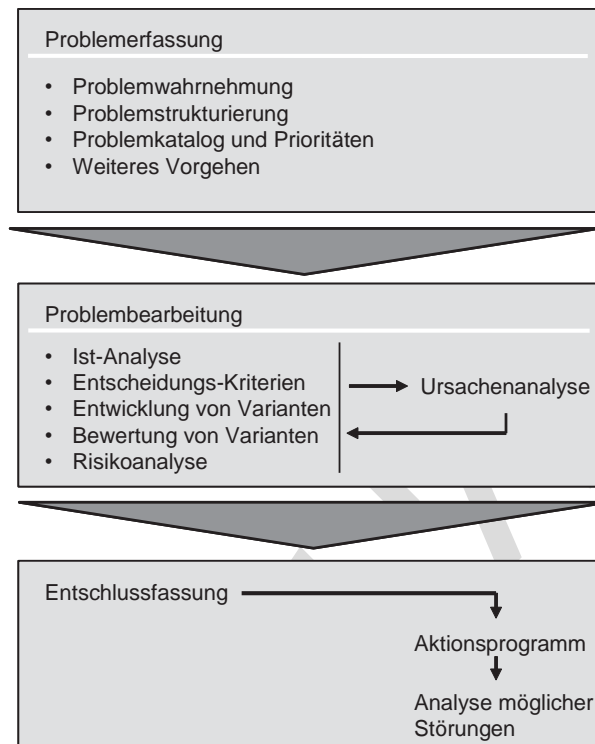 Problemerfassung
• Problemwahrnehmung
• Problemstrukturierung
• Problemkatalog und Prioritäten
• Weiteres Vorgehen
Problembearbeitung
• Ist-Analyse
• Entscheidungs-Kriterien
• Entwicklung von Varianten
• Bewertung von Varianten
• Risikoanalyse
Ursachenanalyse
Entschlussfassung
Aktionsprogramm
Analyse möglicher
Störungen